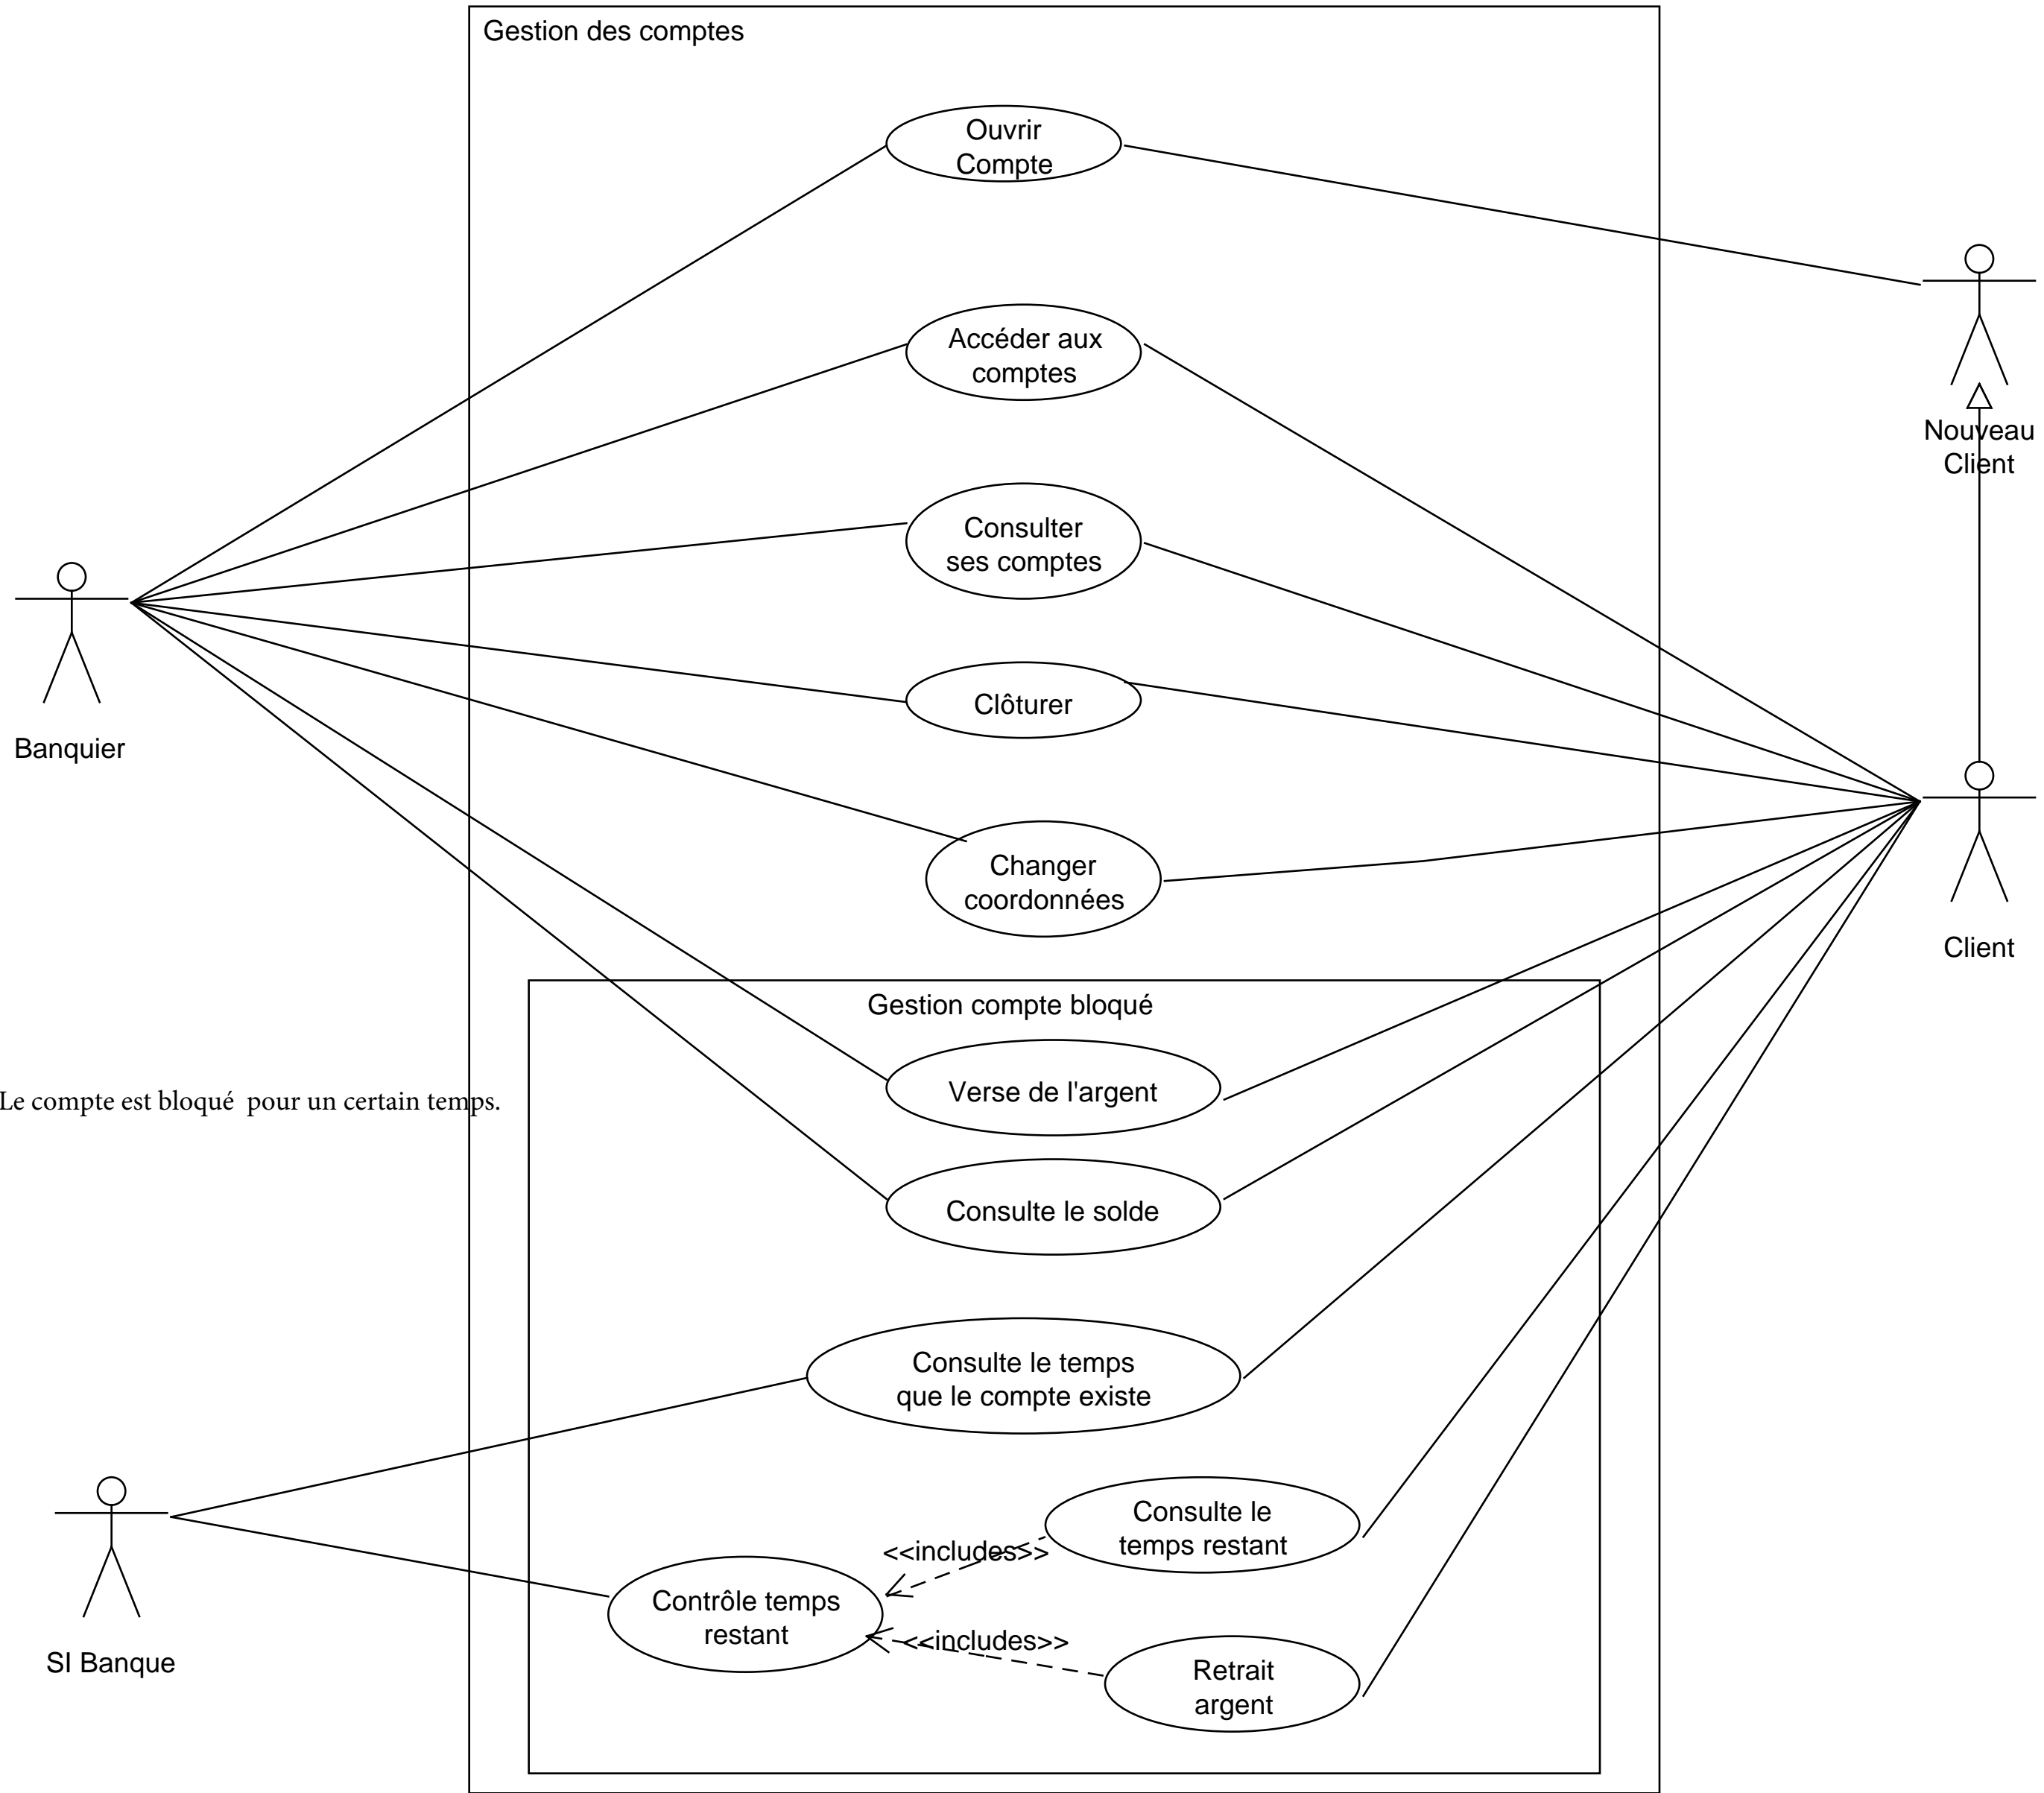 Gestion des comptes
Ouvrir
Compte
Accéder aux
comptes
Nouveau
Client
Consulter
ses comptes
Clôturer
Banquier
Changer
coordonnées
Client
Gestion compte bloqué
Verse de l'argent
Le compte est bloqué  pour un certain temps.
Consulte le solde
Consulte le temps
que le compte existe
Consulte le
temps restant
<<includes>>
Contrôle temps
restant
<<includes>>
SI Banque
Retrait
argent